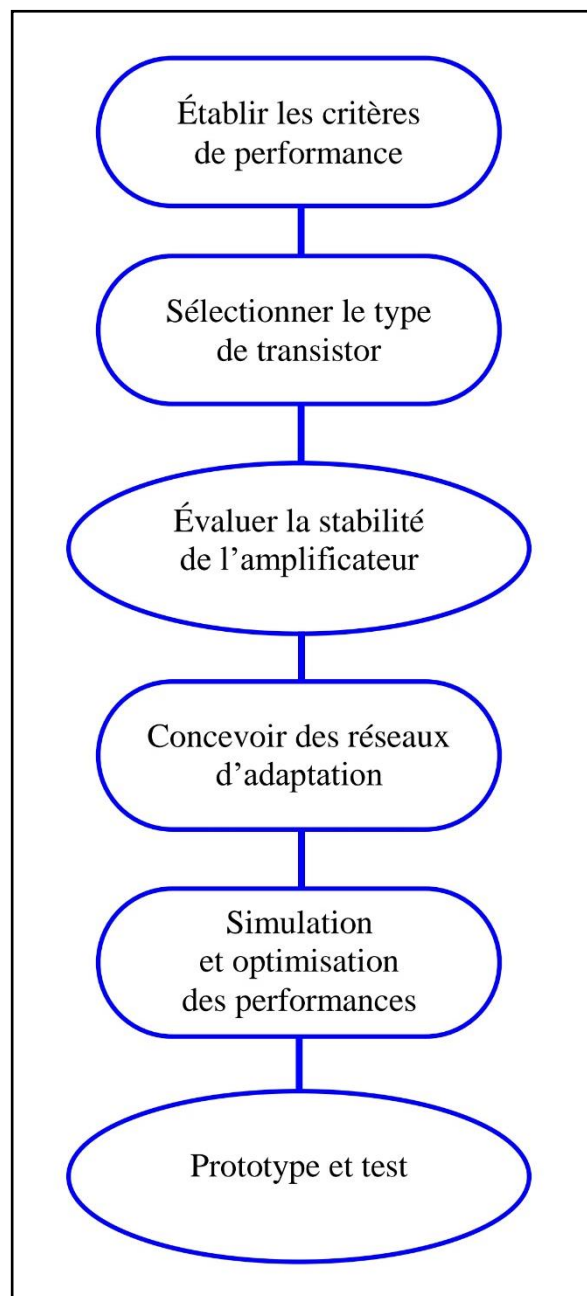 Établir les critères
de performance
Sélectionner le type
de transistor
Évaluer la stabilité
de l’amplificateur
Concevoir des réseaux
d’adaptation
Simulation
et optimisation
des performances
Prototype et test